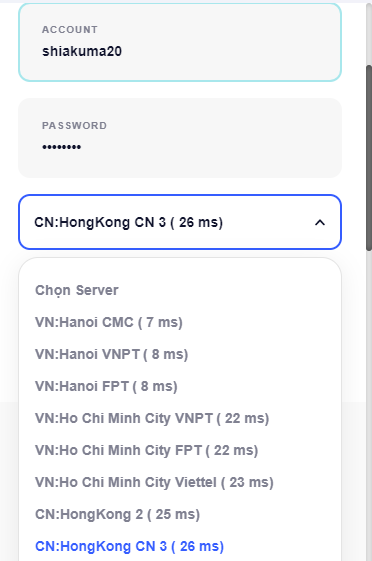 ACCOUNT
shiakuma20
PASSWORD
••••••••
CN:HongKong CN 3 ( 26 ms)
Chọn Server
VN:Hanoi CMC ( 7 ms)
VN:Hanoi VNPT ( 8 ms)
VN:Hanoi FPT ( 8 ms)
VN:Ho Chi Minh City VNPT ( 22 ms)
VN:Ho Chi Minh City FPT ( 22 ms)
VN:Ho Chi Minh City Viettel ( 23 ms)
CN:HongKong 2 ( 25 ms)
CN:HongKong CN 3 ( 26 ms)